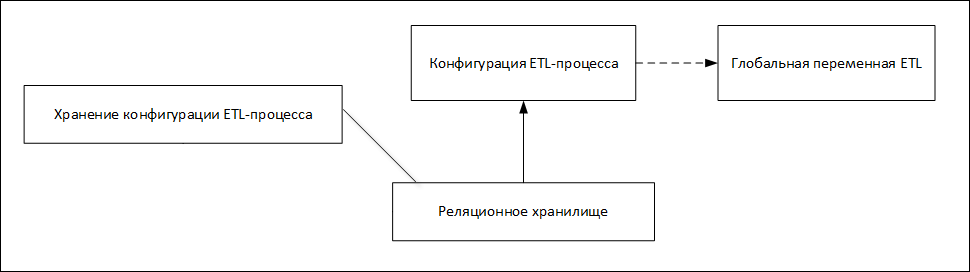 Конфигурация ETL-процесса
Глобальная переменная ETL
Хранение конфигурации ETL-процесса
Реляционное хранилище